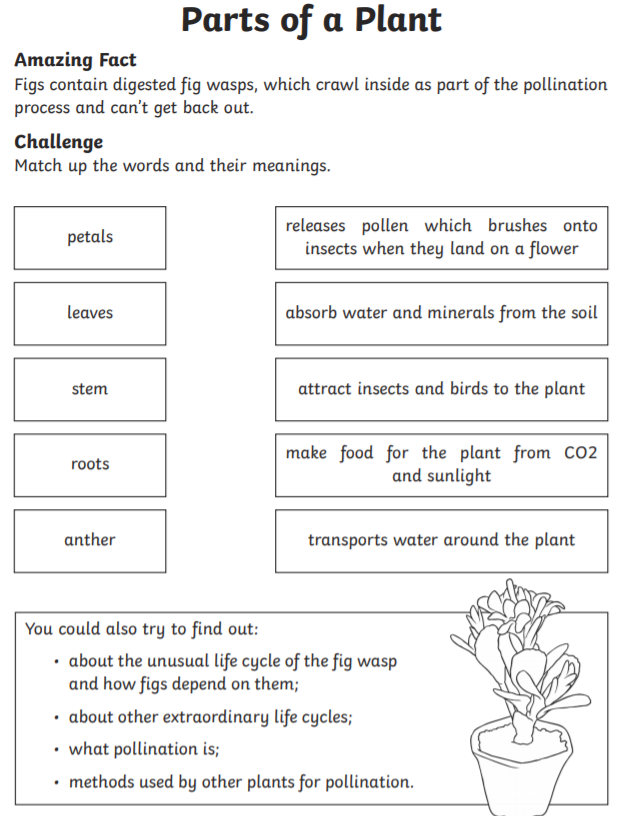 Parts of a Plant
Amazing Fact
Figs contain digested fig wasps, which crawl inside as part of the pollination
process and can't get back out.
Challenge
Match up the words and their meanings.
petals
releases pollen which brushes onto
insects when they land on a flower
leaves
absorb water and minerals from the soil
stem
attract insects and birds to the plant
roots
make food for the plant from CO2
and sunlight
anther
transports water around the plant
You could also try to find out:
• about the unusual life cycle of the fig wasp
and how figs depend on them;
• about other extraordinary life cycles;
• what pollination is;
• methods used by other plants for pollination.